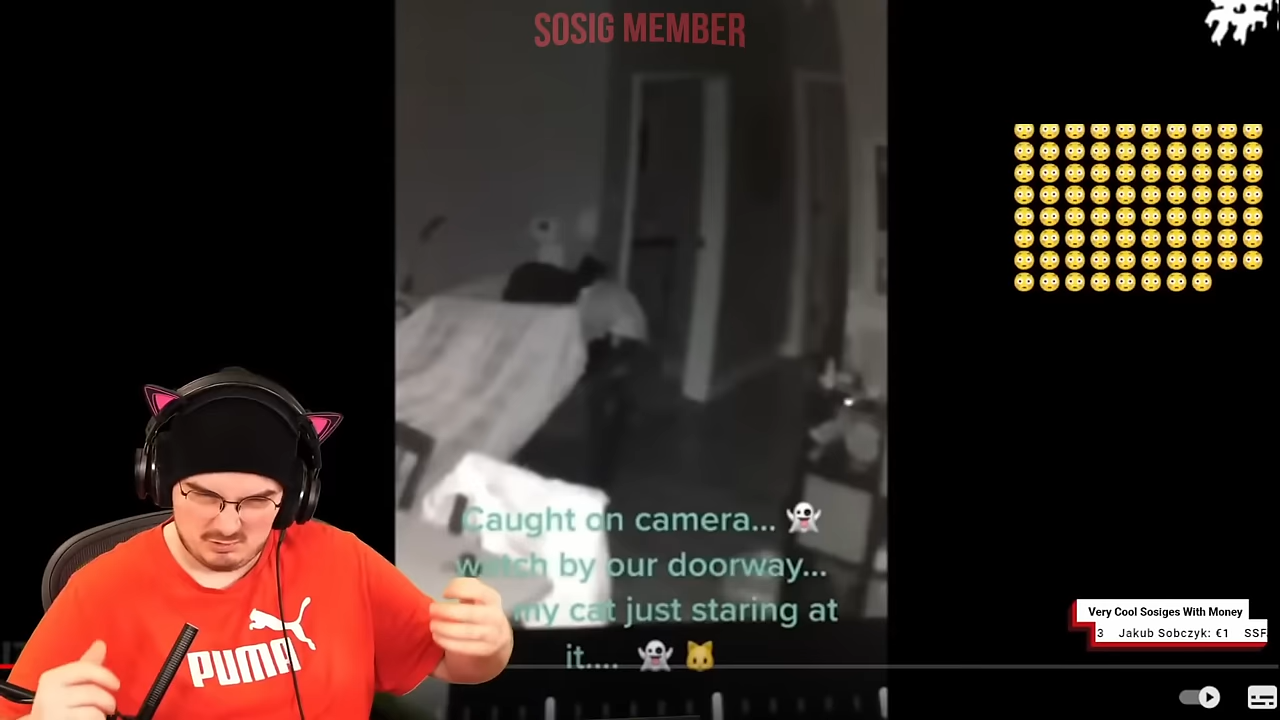 SOSIG MEMBER
Caught on camera... 👻
watch by our doorway...
my cat just staring at
it.... 👻 🐱
PUMA
Very Cool Sosiges With Money
3 Jakub Sobczyk: €1 SSF